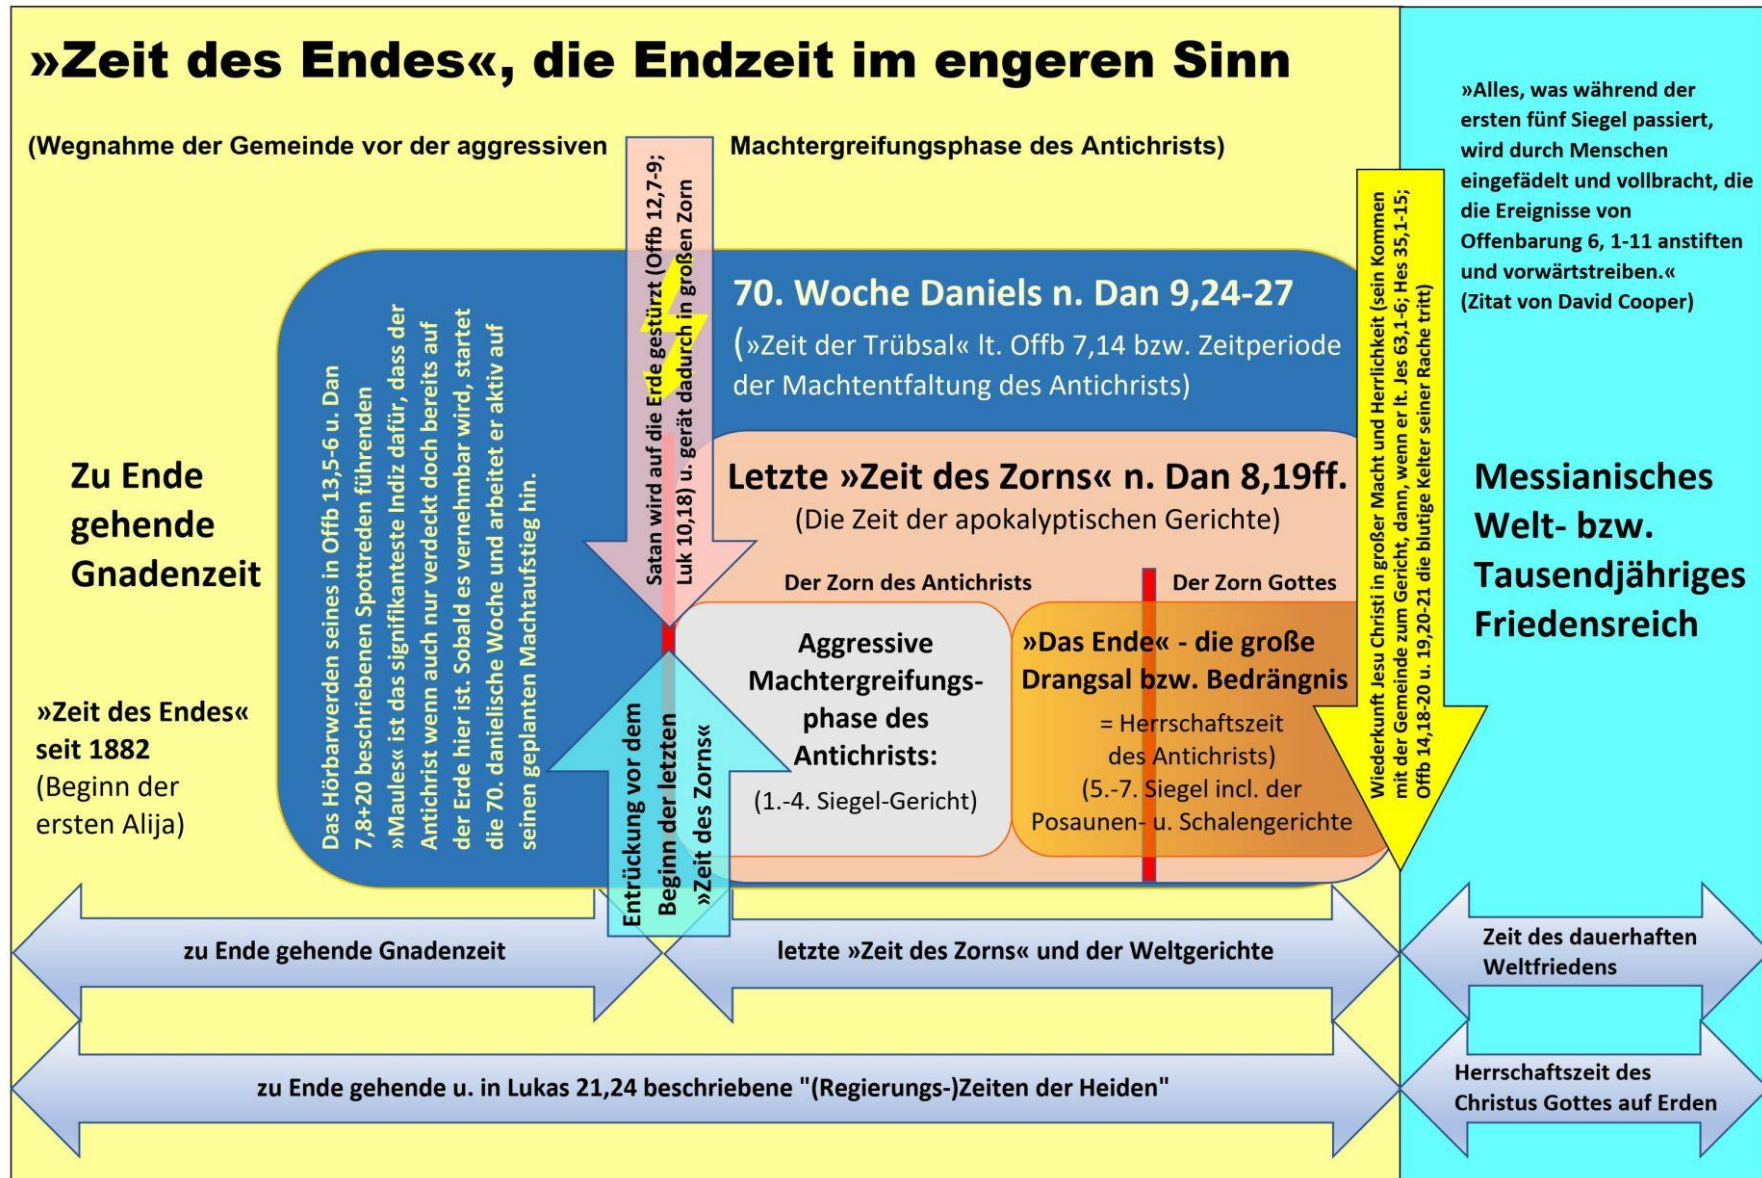 »Zeit des Endes«, die Endzeit im engeren Sinn
(Wegnahme der Gemeinde vor der aggressiven Machtergreifungsphase des Antichrists)
»Alles, was während der
ersten fünf Siegel passiert,
wird durch Menschen
eingefädelt und vollbracht, die
die Ereignisse von
Offenbarung 6, 1-11 anstiften
und vorwärtstreiben.«
(Zitat von David Cooper)
Zu Ende
gehende
Gnadenzeit
»Zeit des Endes«
seit 1882
(Beginn der
ersten Alija)
Das Hörbarwerden seines in Offb 13,5-6 u. Dan
7,8+20 beschriebenen Spottreden führenden
»Maules« ist das signifikanteste Indiz dafür, dass der
Antichrist wenn auch nur verdeckt doch bereits auf
der Erde hier ist. Sobald es vernehmbar wird, startet
die 70. danielische Woche und arbeitet er aktiv auf
seinen geplanten Machtaufstieg hin.
Satan wird auf die Erde gestürzt (Offb 12,7-9;
Luk 10,18) u. gerät dadurch in großen Zorn
70. Woche Daniels n. Dan 9,24-27
(»Zeit der Trübsal« lt. Offb 7,14 bzw. Zeitperiode
der Machtentfaltung des Antichrists)
Letzte »Zeit des Zorns« n. Dan 8,19ff.
(Die Zeit der apokalyptischen Gerichte)
Der Zorn des Antichrists
Der Zorn Gottes
Aggressive
Machtergreifungs-
phase des
Antichrists:
(1.-4. Siegel-Gericht)
»Das Ende« - die große
Drangsal bzw. Bedrängnis
= Herrschaftszeit
des Antichrists)
(5.-7. Siegel incl. der
Posaunen- u. Schalengerichte
Entrückung vor dem
Beginn der letzten
»Zeit des Zorns«
Wiederkunft Jesu Christi in großer Macht und Herrlichkeit (sein Kommen
mit der Gemeinde zum Gericht, dann, wenn er lt. Jes 63,1-6; Hes 35,1-15;
Offb 14,18-20 u. 19,20-21 die blutige Kelter seiner Rache tritt)
Messianisches
Welt- bzw.
Tausendjähriges
Friedensreich
zu Ende gehende Gnadenzeit
letzte »Zeit des Zorns« und der Weltgerichte
Zeit des dauerhaften
Weltfriedens
zu Ende gehende u. in Lukas 21,24 beschriebene "(Regierungs-)Zeiten der Heiden"
Herrschaftszeit des
Christus Gottes auf Erden